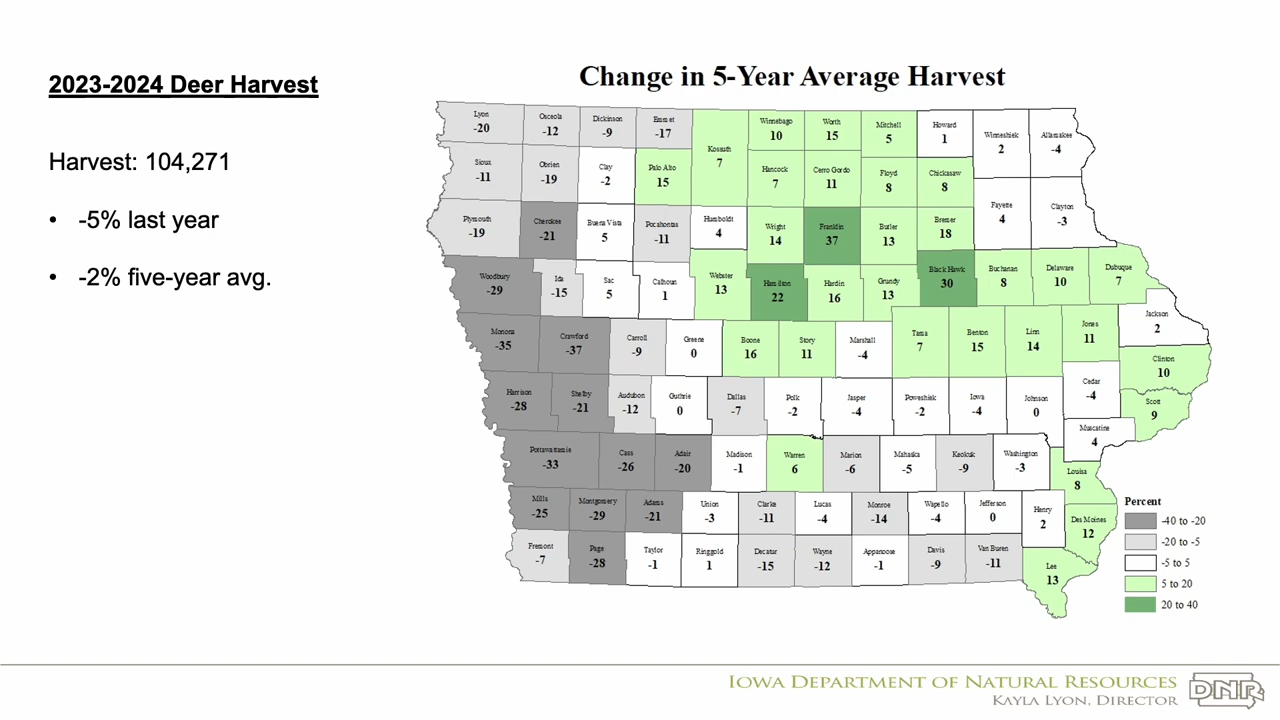 2023-2024 Deer Harvest
Harvest: 104,271
• -5% last year
• -2% five-year avg.
Change in 5-Year Average Harvest
Lyon -20
Osceola -12
Dickinson -9
Emmet -17
Kossuth 7
Winnebago 10
Worth 15
Mitchell 5
Howard 1
Winneshiek 2
Allamakee -4
Sioux -11
Obrien -19
Clay -2
Palo Alto 15
Hancock 7
Cerro Gordo 11
Floyd 8
Chickasaw 8
Fayette 4
Clayton -3
Plymouth -19
Cherokee -21
Buena Vista 5
Pocahontas -11
Humboldt 4
Wright 14
Franklin 37
Butler 13
Bremer 18
Woodbury -29
Ida -15
Sac 5
Calhoun 1
Webster 13
Hamilton 22
Hardin 16
Grundy 13
Black Hawk 30
Buchanan 8
Delaware 10
Dubuque 7
Monona -35
Crawford -37
Carroll -9
Greene 0
Boone 16
Story 11
Marshall -4
Tama 7
Benton 15
Linn 14
Jones 11
Jackson 2
Clinton 10
Harrison -28
Shelby -21
Audubon -12
Guthrie 0
Dallas -7
Polk -2
Jasper -4
Poweshiek -2
Iowa -4
Johnson 0
Cedar -4
Scott 9
Muscatine 4
Pottawattamie -33
Cass -26
Adair -20
Madison -1
Warren 6
Marion -6
Mahaska -5
Keokuk -9
Washington -3
Louisa 8
Mills -25
Montgomery -29
Adams -21
Union -3
Clarke -11
Lucas -4
Monroe -14
Wapello -4
Jefferson 0
Henry 2
Des Moines 12
Fremont -7
Page -28
Taylor -1
Ringgold 1
Decatur -15
Wayne -12
Appanoose -1
Davis -9
Van Buren -11
Lee 13
Percent
-40 to -20
-20 to -5
-5 to 5
5 to 20
20 to 40
Iowa Department of Natural Resources
Kayla Lyon, Director
DNR